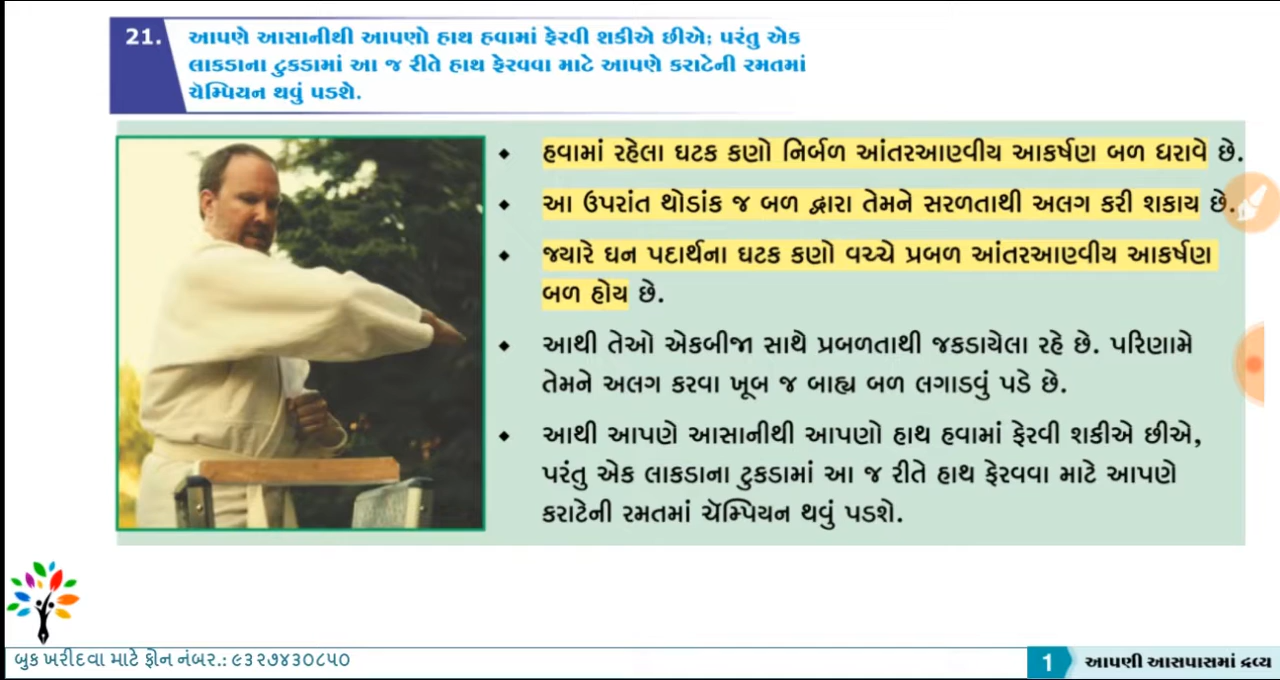 21. આપણે આસાનીથી આપણો હાથ હવામાં ફેરવી શકીએ છીએ; પરંતુ એક
લાકડાના ટુકડામાં આ જ રીતે હાથ ફેરવવા માટે આપણે કરાટેની રમતમાં
ચૅમ્પિયન થવું પડશે.
◆ હવામાં રહેલા ઘટક કણો નિર્બળ આંતરઆણ્વીય આકર્ષણ બળ ધરાવે છે.
◆ આ ઉપરાંત થોડાંક જ બળ દ્વારા તેમને સરળતાથી અલગ કરી શકાય છે.
◆ જ્યારે ઘન પદાર્થના ઘટક કણો વચ્ચે પ્રબળ આંતરઆણ્વીય આકર્ષણ
બળ હોય છે.
◆ આથી તેઓ એકબીજા સાથે પ્રબળતાથી જકડાયેલા રહે છે. પરિણામે
તેમને અલગ કરવા ખૂબ જ બાહ્ય બળ લગાડવું પડે છે.
◆ આથી આપણે આસાનીથી આપણો હાથ હવામાં ફેરવી શકીએ છીએ,
પરંતુ એક લાકડાના ટુકડામાં આ જ રીતે હાથ ફેરવવા માટે આપણે
કરાટેની રમતમાં ચૅમ્પિયન થવું પડશે.
બુક ખરીદવા માટે ફોન નંબર.: ૯૩૨૭૪૩૦૮૫૦
1 આપણી આસપાસમાં દ્રવ્ય